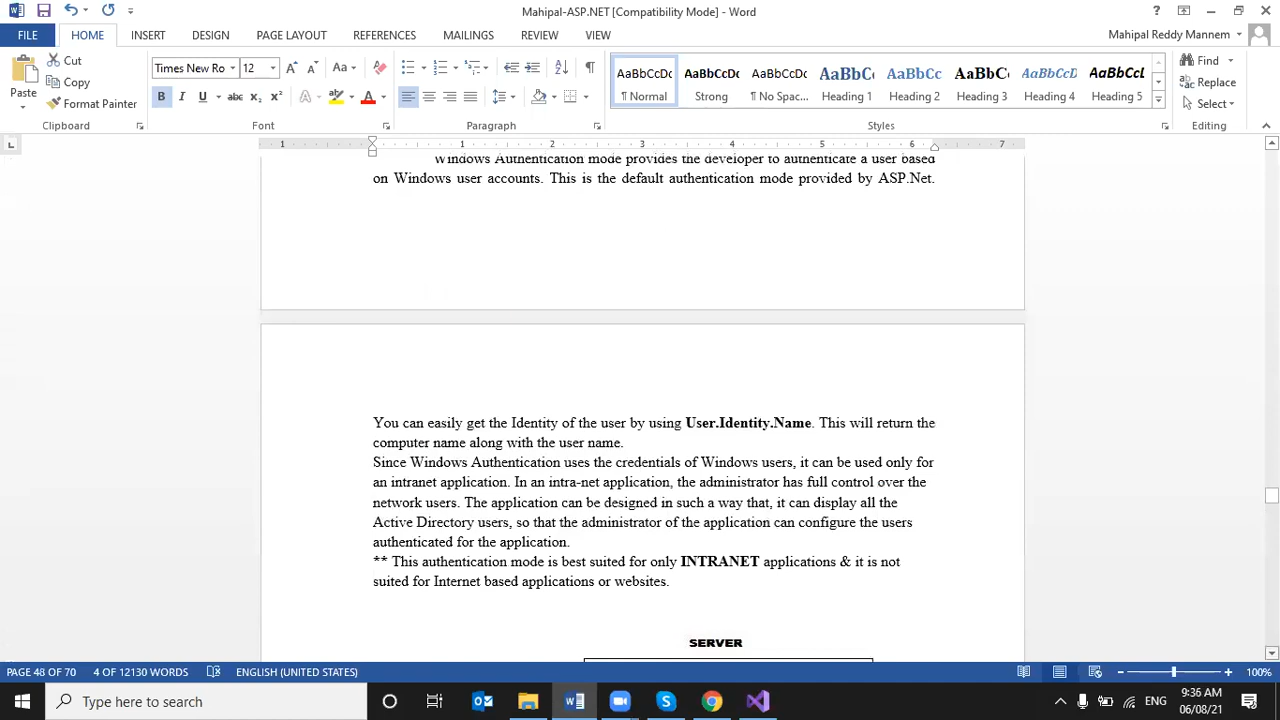 Mahipal-ASP.NET [Compatibility Mode] - Word
FILE HOME INSERT DESIGN PAGE LAYOUT REFERENCES MAILINGS REVIEW VIEW Mahipal Reddy Mannem
Paste
Cut
Copy
Format Painter
Clipboard
Times New Ro 12
Font
Paragraph
AaBbCcDc AaBbCcDc AaBbCcDc AaBbC AaBbCc AaBbCc AaBbCcDc AaBbCcL
¶ Normal Strong ¶ No Spac... Heading 1 Heading 2 Heading 3 Heading 4 Heading 5
Styles
Find
Replace
Select
Editing
1 1 2 3 4 5 6 7
Windows Authentication mode provides the developer to authenticate a user based
on Windows user accounts. This is the default authentication mode provided by ASP.Net.
You can easily get the Identity of the user by using User.Identity.Name. This will return the
computer name along with the user name.
Since Windows Authentication uses the credentials of Windows users, it can be used only for
an intranet application. In an intra-net application, the administrator has full control over the
network users. The application can be designed in such a way that, it can display all the
Active Directory users, so that the administrator of the application can configure the users
authenticated for the application.
** This authentication mode is best suited for only INTRANET applications & it is not
suited for Internet based applications or websites.
SERVER
PAGE 48 OF 70 4 OF 12130 WORDS ENGLISH (UNITED STATES) 100%
Type here to search
ENG
9:36 AM
06/08/21